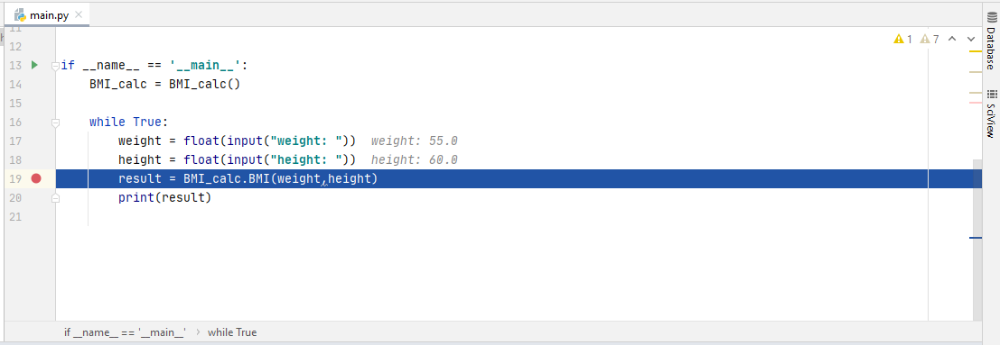 main.py
11
12
1 7
13 if __name__ == '__main__':
14 BMI_calc = BMI_calc()
15
16 while True:
17 weight = float(input("weight: ")) weight: 55.0
18 height = float(input("height: ")) height: 60.0
19 result = BMI_calc.BMI(weight,height)
20 print(result)
21
if __name__ == '__main__' › while True
Database
SciView